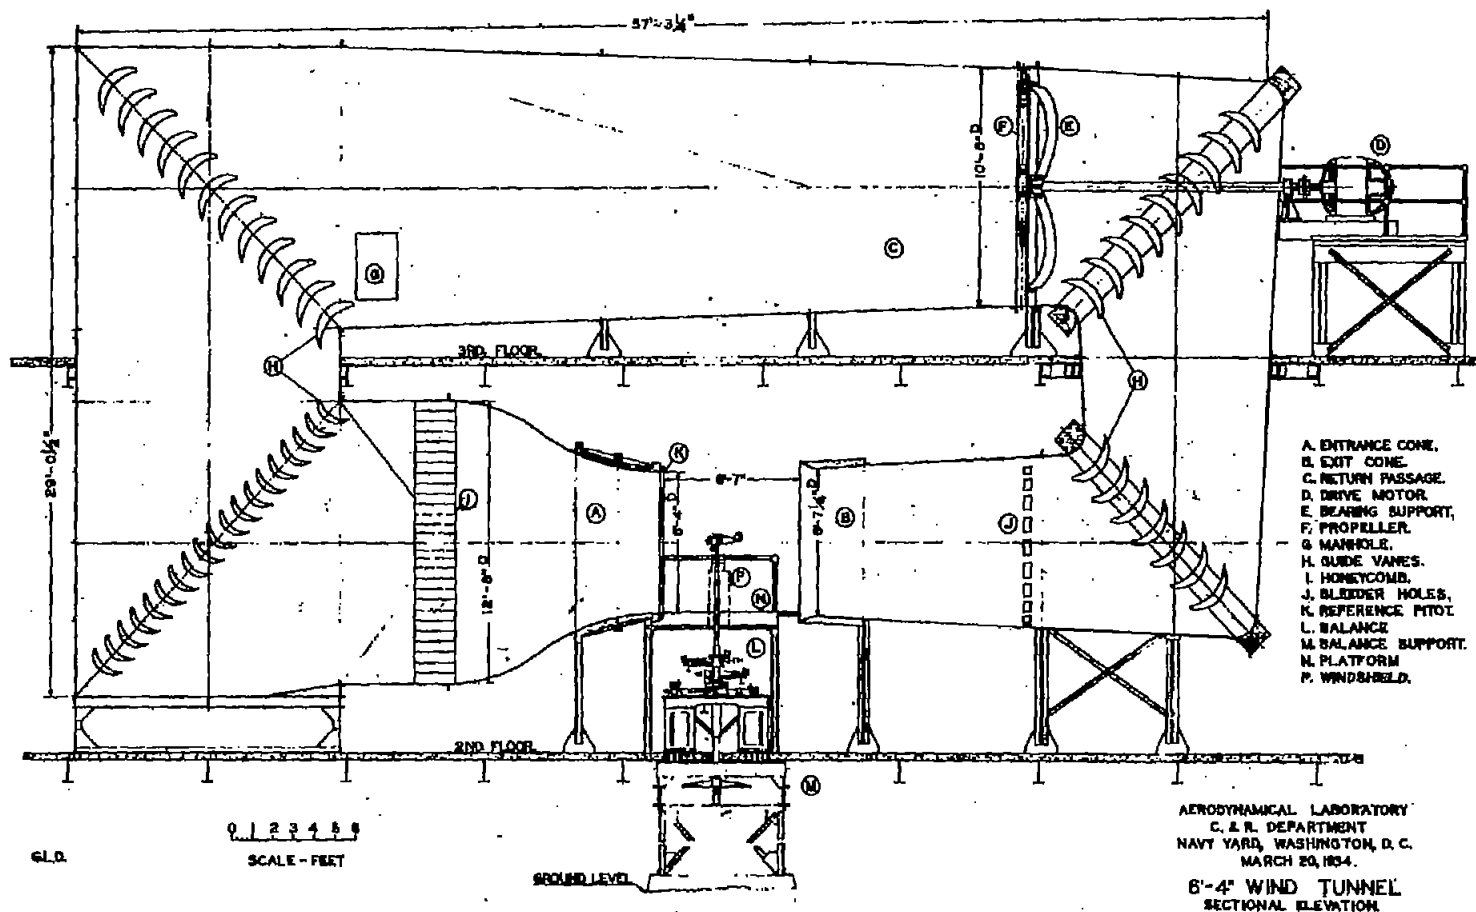 57'-3¼"
F
E
D
10'-8" D
C
G
3RD. FLOOR.
H
H
29'-0½"
K
6'-7"
I
A
6'-4" D
6'-7¼" D
B
J
12'-8" D
P
N
L
2ND. FLOOR
M
A. ENTRANCE CONE.
B. EXIT CONE.
C. RETURN PASSAGE.
D. DRIVE MOTOR
E. BEARING SUPPORT,
F. PROPELLER.
G MANHOLE.
H. GUIDE VANES.
I. HONEYCOMB.
J. BLEEDER HOLES.
K. REFERENCE PITOT
L. BALANCE
M. BALANCE SUPPORT.
N. PLATFORM
P. WINDSHIELD.
0 1 2 3 4 5 6
SCALE-FEET
G.L.D.
GROUND LEVEL
AERODYNAMICAL LABORATORY
C. & R. DEPARTMENT
NAVY YARD, WASHINGTON, D. C.
MARCH 20, 1934.
6'-4" WIND TUNNEL
SECTIONAL ELEVATION